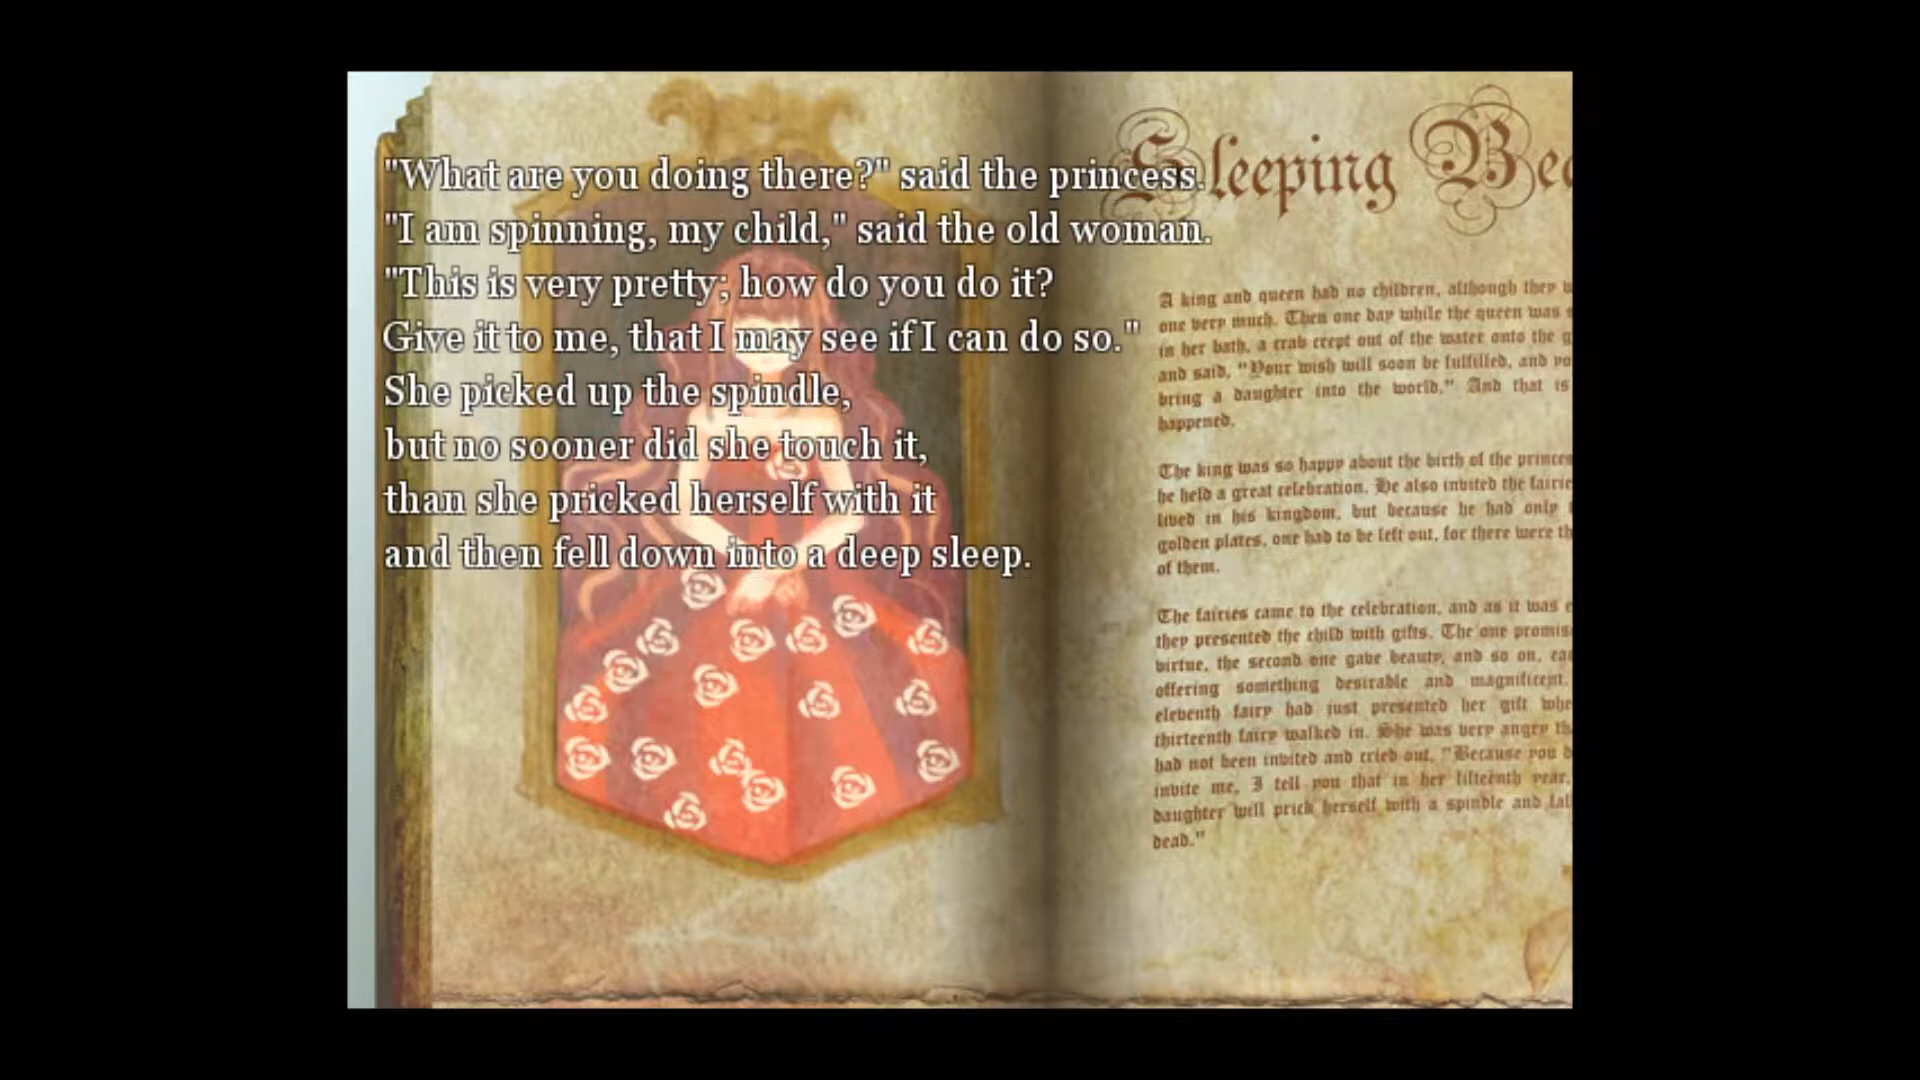 "What are you doing there?" said the princess.
"I am spinning, my child," said the old woman.
"This is very pretty; how do you do it?
Give it to me, that I may see if I can do so."
She picked up the spindle,
but no sooner did she touch it,
than she pricked herself with it
and then fell down into a deep sleep.
Sleeping Bea
A king and queen had no children, although they
one very much. Then one day while the queen was
in her bath, a crab crept out of the water onto the
and said, "Your wish will soon be fulfilled, and
bring a daughter into the world." And that is
happened.
The king was so happy about the birth of the
he held a great celebration. He also invited the
lived in his kingdom, but because he had only
golden plates, one had to be left out, for there were
of them.
The fairies came to the celebration, and as it was
they presented the child with gifts. The one
virtue, the second one gave beauty, and so on,
offering something desirable and magnificent.
eleventh fairy had just presented her gift
thirteenth fairy walked in. She was very angry
had not been invited and cried out, "Because you
invite me, I tell you that in her fifteenth year,
daughter will prick herself with a spindle and
dead."